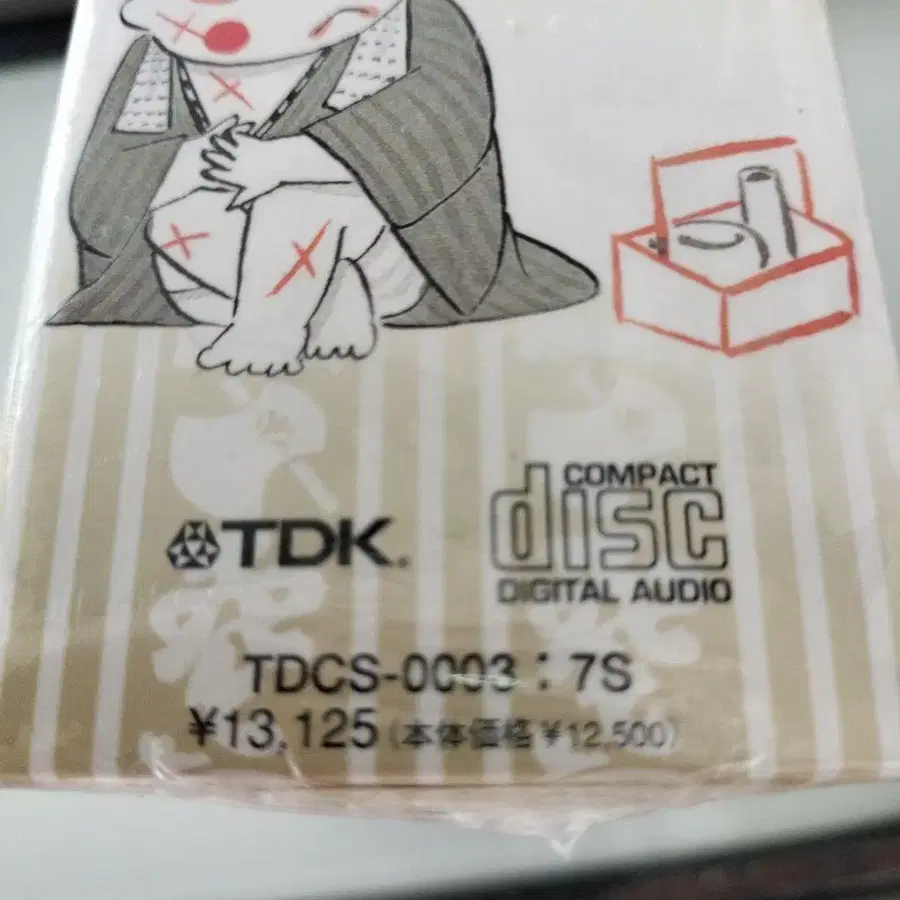 TDK
COMPACT
disc
DIGITAL AUDIO
TDCS-0003 : 7S
¥13,125 (本体価格¥12,500)